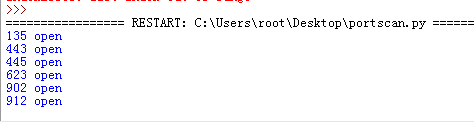 >>>
================= RESTART: C:\Users\root\Desktop\portscan.py ======
135 open
443 open
445 open
623 open
902 open
912 open